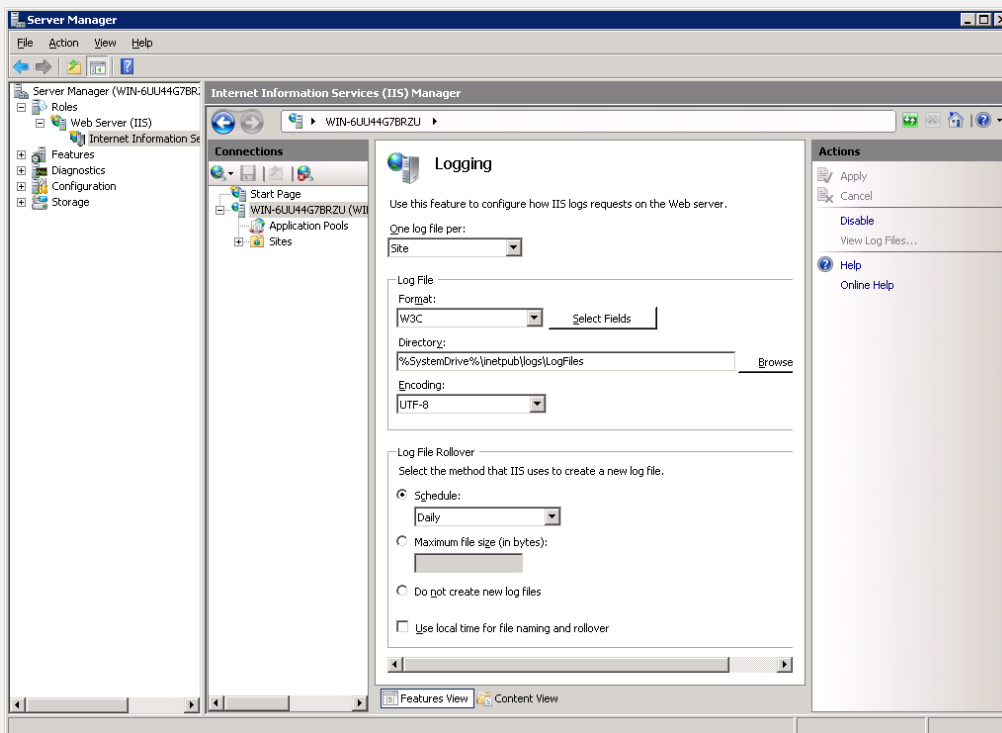 Server Manager
File Action View Help
Server Manager (WIN-6UU44G7BR
Roles
Web Server (IIS)
Internet Information Se
Features
Diagnostics
Configuration
Storage
Internet Information Services (IIS) Manager
WIN-6UU44G7BRZU
Connections
Start Page
WIN-6UU44G7BRZU (WI
Application Pools
Sites
Logging
Use this feature to configure how IIS logs requests on the Web server.
One log file per:
Site
Log File
Format:
W3C
Select Fields
Directory:
%SystemDrive%\inetpub\logs\LogFiles
Browse
Encoding:
UTF-8
Log File Rollover
Select the method that IIS uses to create a new log file.
Schedule:
Daily
Maximum file size (in bytes):
Do not create new log files
Use local time for file naming and rollover
Features View
Content View
Actions
Apply
Cancel
Disable
View Log Files...
Help
Online Help